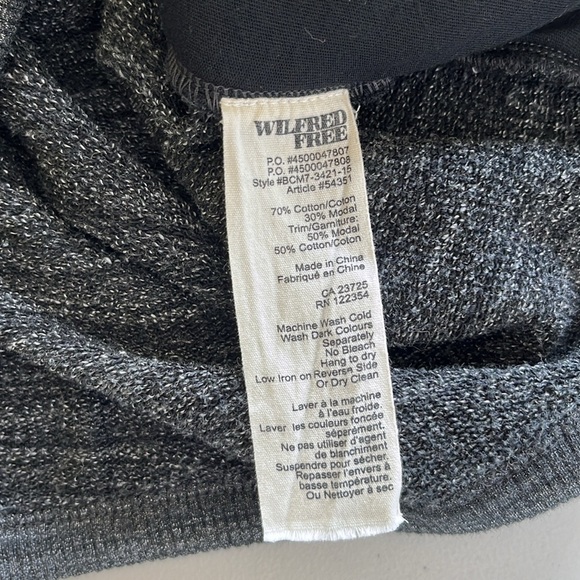 WILFRED
FREE
P.O. #4500047807
P.O. #4500047808
Style #BCM7-3421-15
Article #54351
70% Cotton/Coton
30% Modal
Trim/Garniture:
50% Modal
50% Cotton/Coton
Made in China
Fabriqué en Chine
CA 23725
RN 122354
Machine Wash Cold
Wash Dark Colours
Separately
No Bleach
Hang to dry
Low Iron on Reverse Side
Or Dry Clean
Laver à la machine
à l'eau froide.
Laver les couleurs foncée
séparément.
Ne pas utiliser d'agent
de blanchiment
Suspendre pour sécher.
Repasser l'envers à
basse température.
Ou Nettoyer à sec